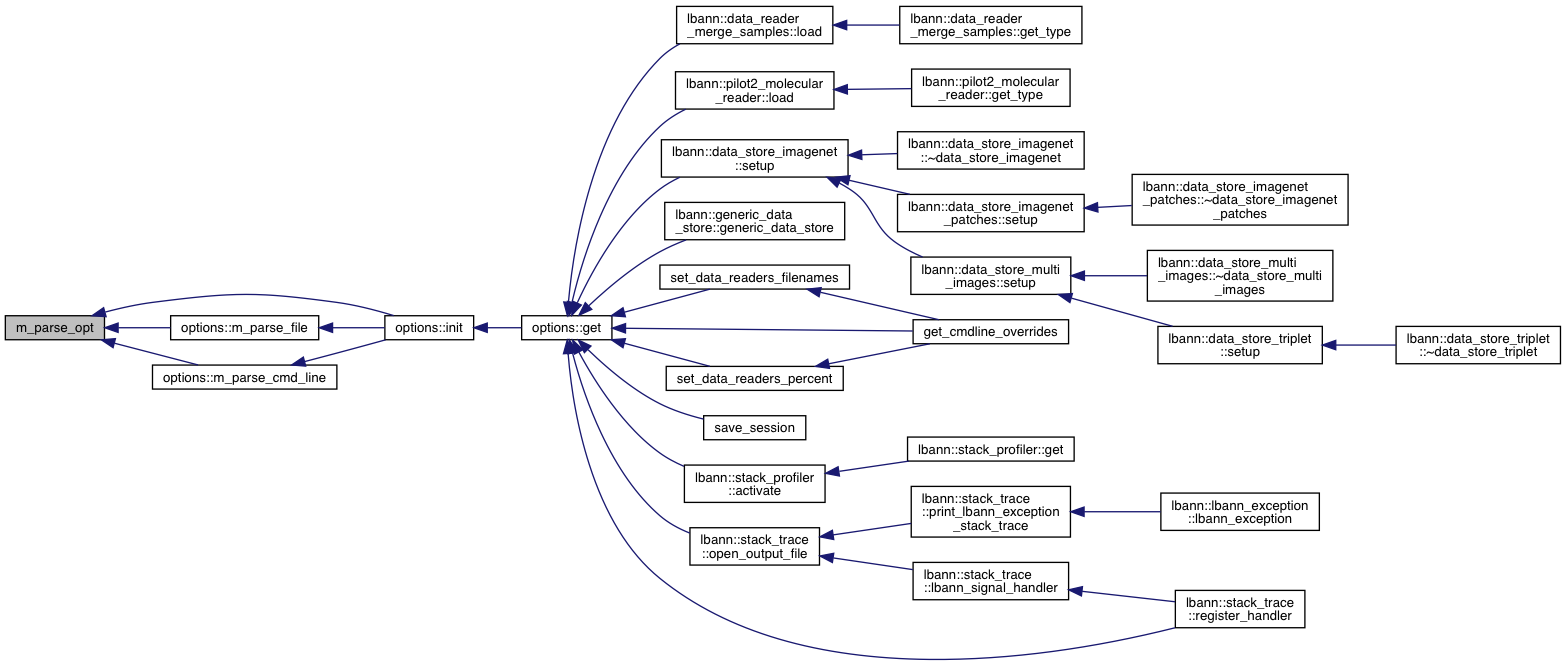 m_parse_opt
options::m_parse_file
options::m_parse_cmd_line
options::init
options::get
lbann::data_reader
_merge_samples::load
lbann::data_reader
_merge_samples::get_type
lbann::pilot2_molecular
_reader::load
lbann::pilot2_molecular
_reader::get_type
lbann::data_store_imagenet
::setup
lbann::data_store_imagenet
::~data_store_imagenet
lbann::data_store_imagenet
_patches::setup
lbann::data_store_imagenet
_patches::~data_store_imagenet
_patches
lbann::data_store_multi
_images::setup
lbann::data_store_multi
_images::~data_store_multi
_images
lbann::data_store_triplet
::setup
lbann::data_store_triplet
::~data_store_triplet
lbann::generic_data
_store::generic_data_store
set_data_readers_filenames
get_cmdline_overrides
set_data_readers_percent
save_session
lbann::stack_profiler
::activate
lbann::stack_profiler::get
lbann::stack_trace
::open_output_file
lbann::stack_trace
::print_lbann_exception
_stack_trace
lbann::lbann_exception
::lbann_exception
lbann::stack_trace
::lbann_signal_handler
lbann::stack_trace
::register_handler